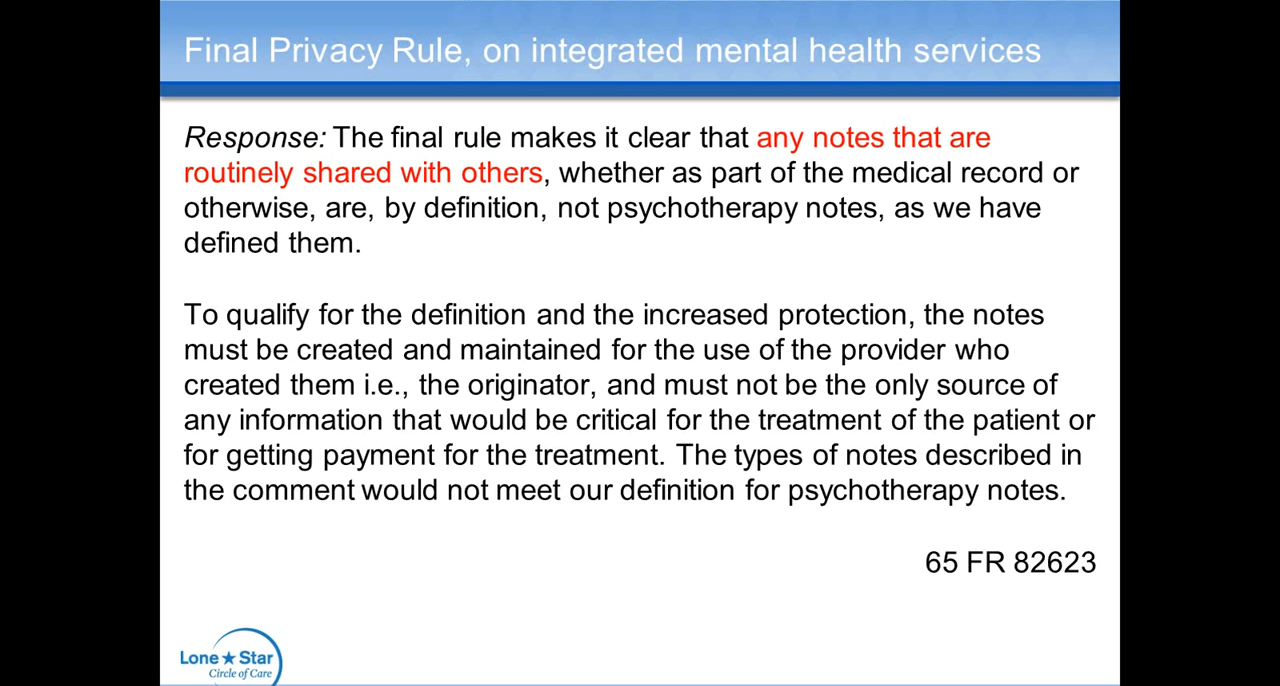 Final Privacy Rule, on integrated mental health services
Response: The final rule makes it clear that any notes that are
routinely shared with others, whether as part of the medical record or
otherwise, are, by definition, not psychotherapy notes, as we have
defined them.
To qualify for the definition and the increased protection, the notes
must be created and maintained for the use of the provider who
created them i.e., the originator, and must not be the only source of
any information that would be critical for the treatment of the patient or
for getting payment for the treatment. The types of notes described in
the comment would not meet our definition for psychotherapy notes.
65 FR 82623
Lone★Star
Circle of Care